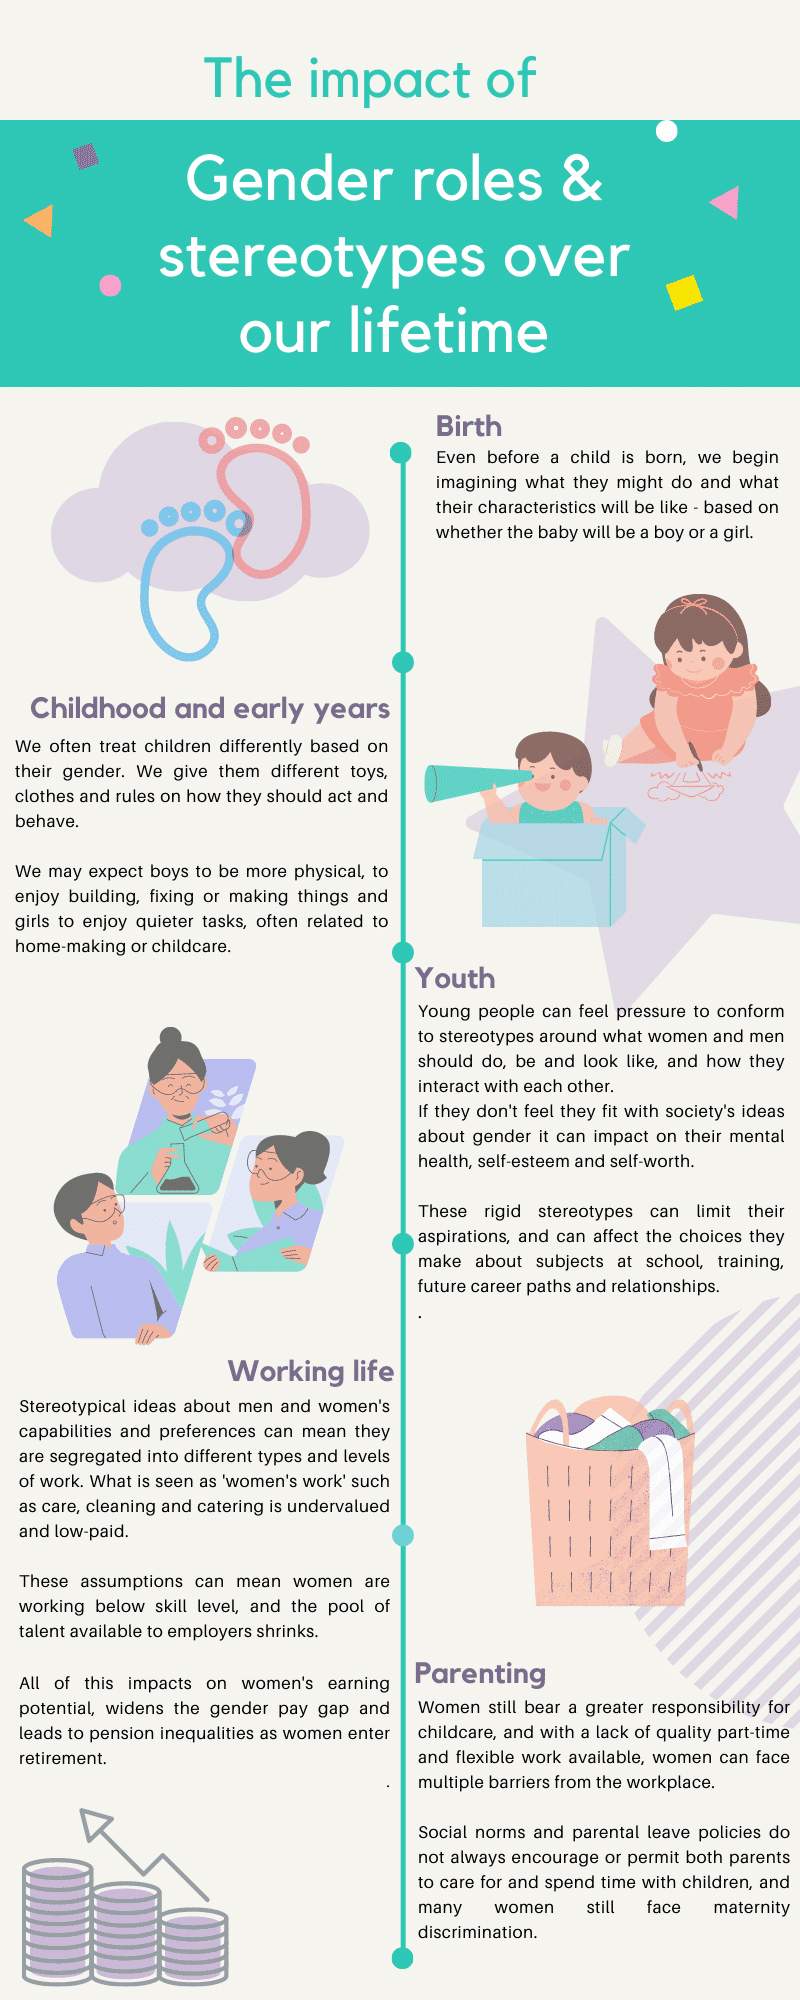 The impact of
Gender roles &
stereotypes over
our lifetime
Birth
Even before a child is born, we begin
imagining what they might do and what
their characteristics will be like - based on
whether the baby will be a boy or a girl.
Childhood and early years
We often treat children differently based on
their gender. We give them different toys,
clothes and rules on how they should act and
behave.
We may expect boys to be more physical, to
enjoy building, fixing or making things and
girls to enjoy quieter tasks, often related to
home-making or childcare.
Youth
Young people can feel pressure to conform
to stereotypes around what women and men
should do, be and look like, and how they
interact with each other.
If they don't feel they fit with society's ideas
about gender it can impact on their mental
health, self-esteem and self-worth.
These rigid stereotypes can limit their
aspirations, and can affect the choices they
make about subjects at school, training,
future career paths and relationships.
.
Working life
Stereotypical ideas about men and women's
capabilities and preferences can mean they
are segregated into different types and levels
of work. What is seen as 'women's work' such
as care, cleaning and catering is undervalued
and low-paid.
These assumptions can mean women are
working below skill level, and the pool of
talent available to employers shrinks.
All of this impacts on women's earning
potential, widens the gender pay gap and
leads to pension inequalities as women enter
retirement.
.
Parenting
Women still bear a greater responsibility for
childcare, and with a lack of quality part-time
and flexible work available, women can face
multiple barriers from the workplace.
Social norms and parental leave policies do
not always encourage or permit both parents
to care for and spend time with children, and
many women still face maternity
discrimination.